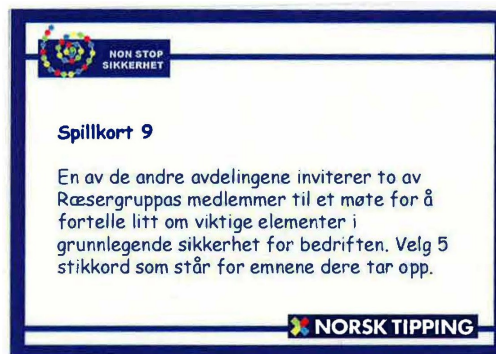 NON STOP
SIKKERHET
Spillkort 9
En av de andre avdelingene inviterer to av
Ræsergruppas medlemmer til et møte for å
fortelle litt om viktige elementer i
grunnleggende sikkerhet for bedriften. Velg 5
stikkord som står for emnene dere tar opp.
NORSK TIPPING